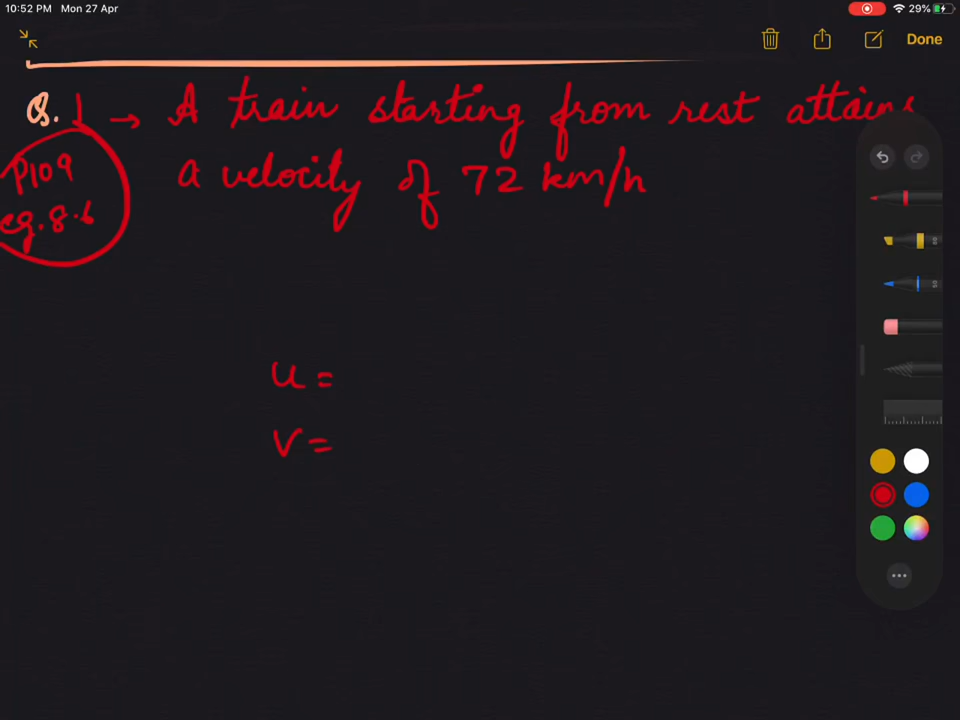 10:52 PM Mon 27 Apr 29%
Done
Q.1 → A train starting from rest attains
P109 a velocity of 72 km/h
eg. 8.6
u =
v =